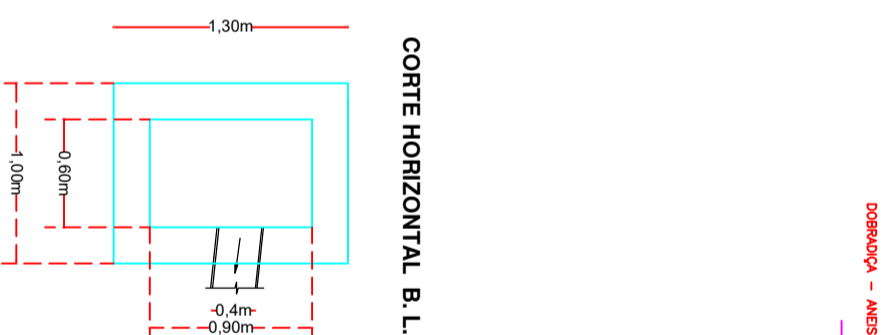 1,30m
1,00m
0,60m
0,4m
0,90m
CORTE HORIZONTAL B.L.
DOBRADIÇA - ANEIS